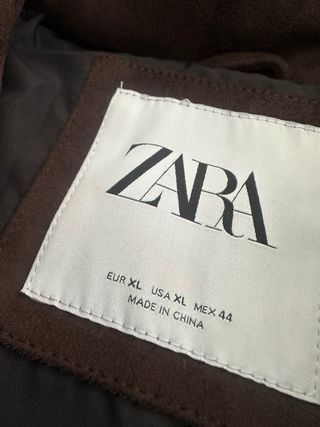 ZARA
EUR XL USA XL MEX 44
MADE IN CHINA